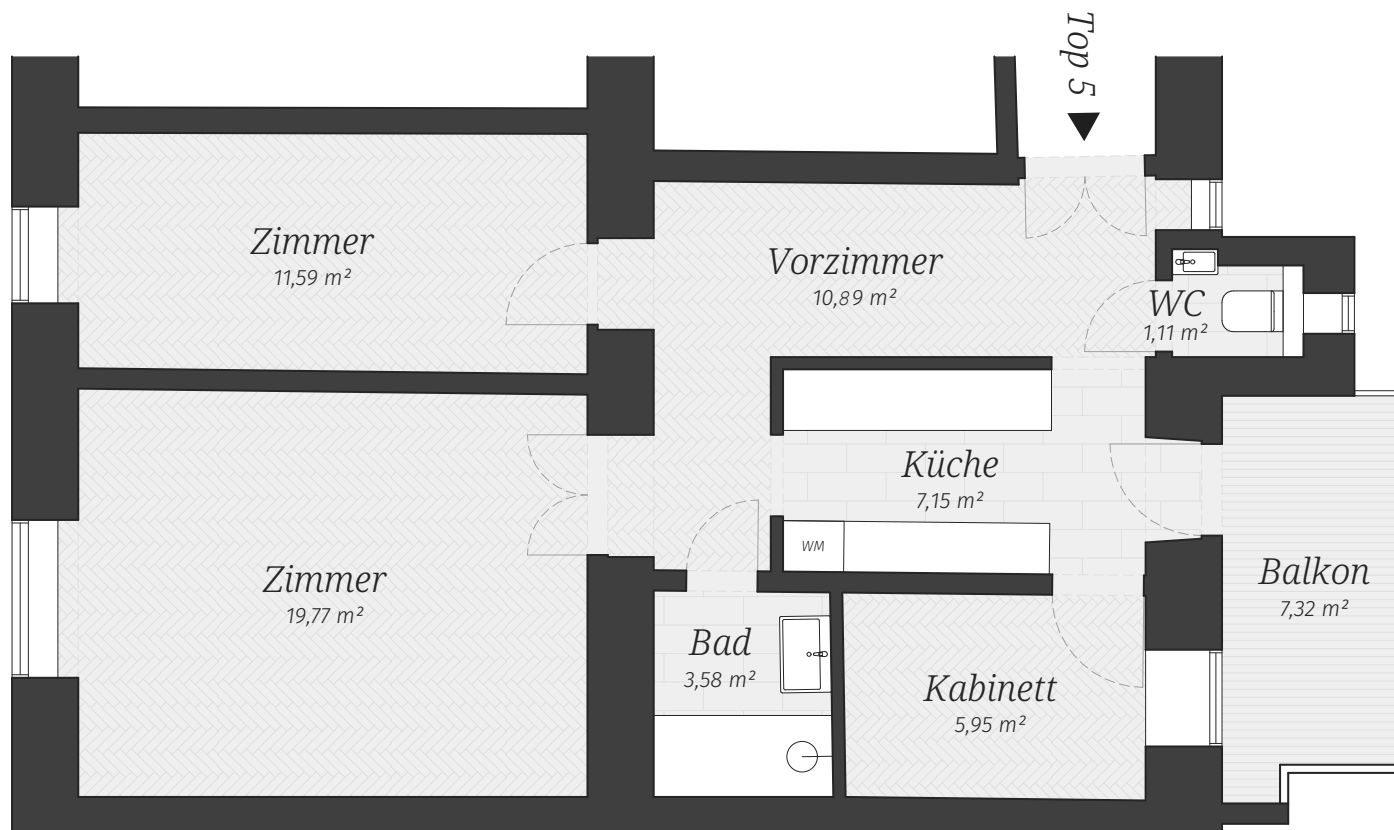 Top 5
Zimmer
11,59 m²
Vorzimmer
10,89 m²
WC
1,11 m²
Küche
7,15 m²
WM
Zimmer
19,77 m²
Balkon
7,32 m²
Bad
3,58 m²
Kabinett
5,95 m²